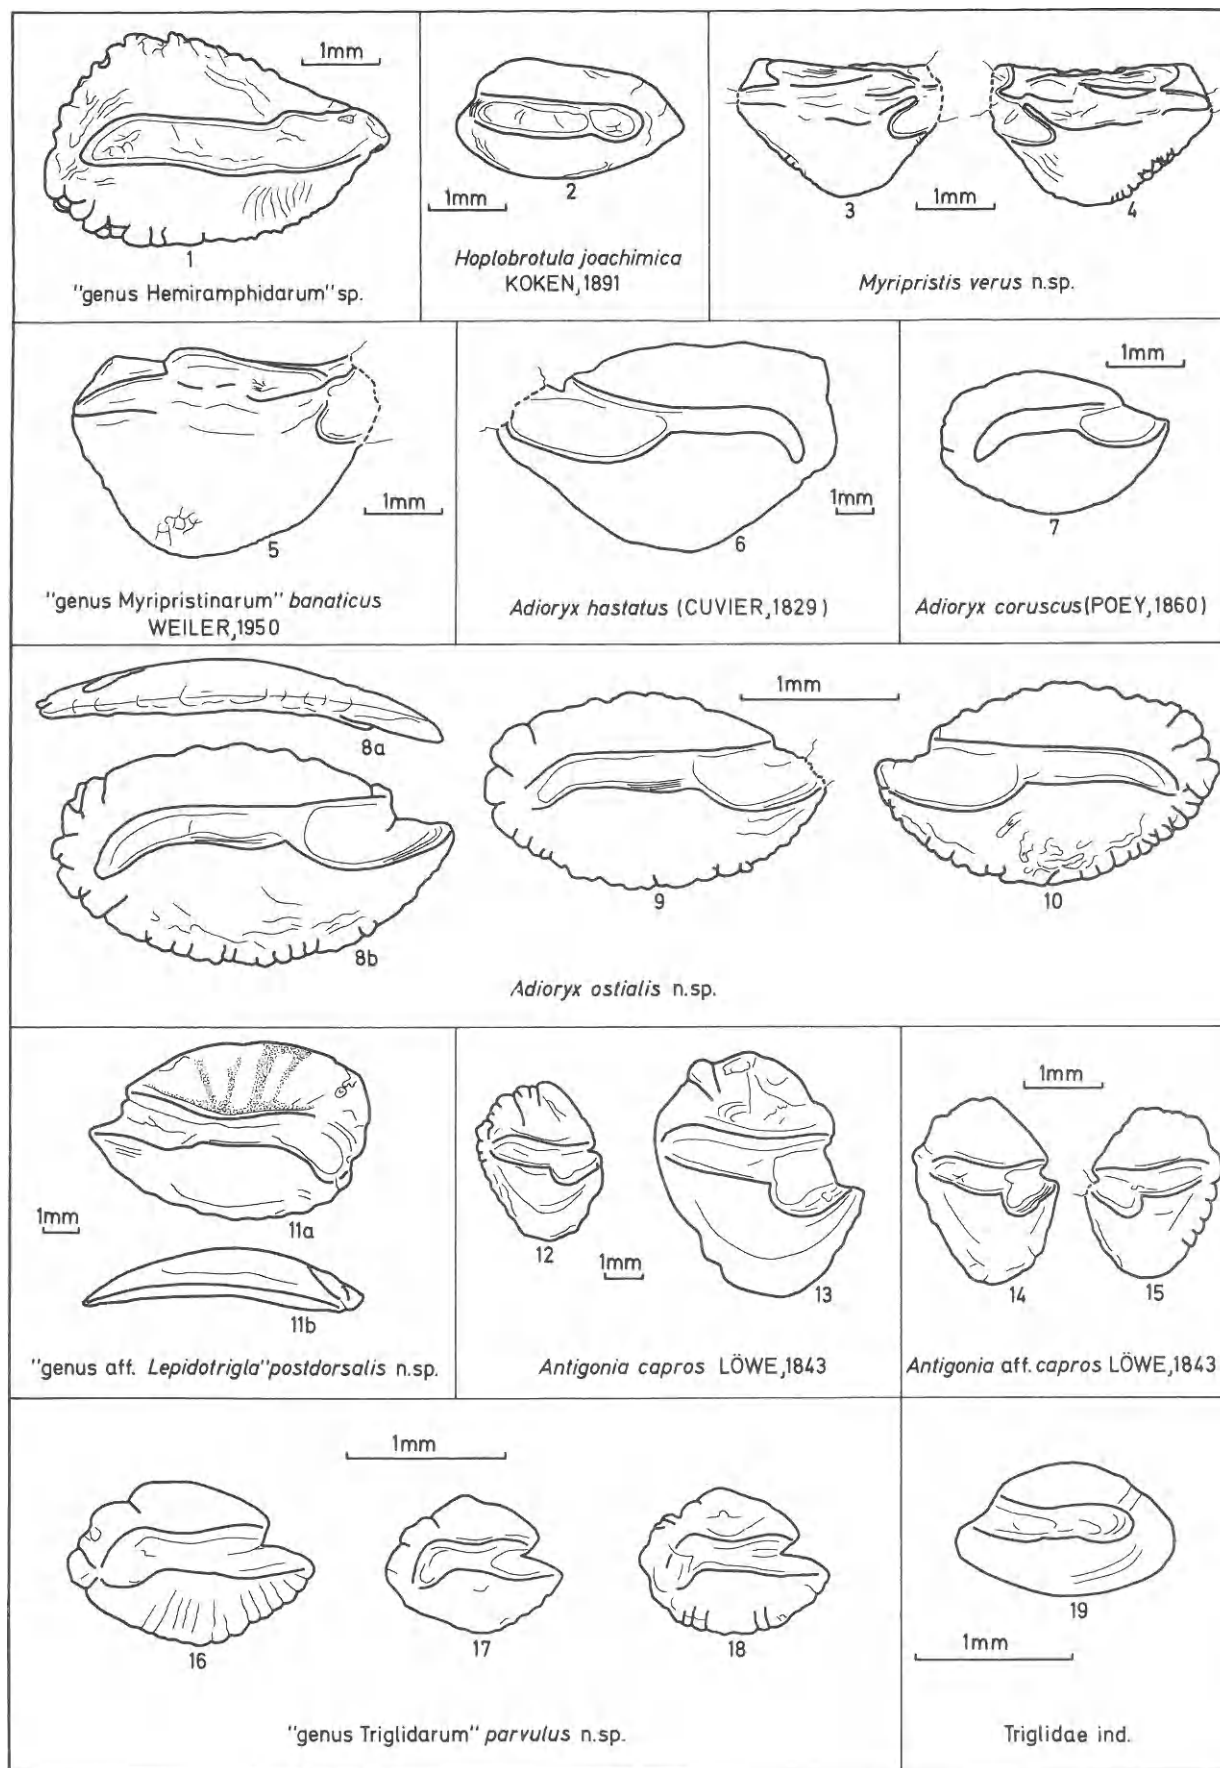 1mm
1
"genus Hemiramphidarum" sp.
1mm
2
Hoplobrotula joachimica
KOKEN,1891
3
1mm
4
Myripristis verus n.sp.
1mm
5
"genus Myripristinarum" banaticus
WEILER,1950
1mm
6
Adioryx hastatus (CUVIER,1829)
1mm
7
Adioryx coruscus (POEY,1860)
8a
8b
1mm
9
10
Adioryx ostialis n.sp.
1mm
11a
11b
"genus aff. Lepidotrigla" postdorsalis n.sp.
12
1mm
13
Antigonia capros LÖWE,1843
1mm
14
15
Antigonia aff. capros LÖWE,1843
1mm
16
17
18
"genus Triglidarum" parvulus n.sp.
19
1mm
Triglidae ind.